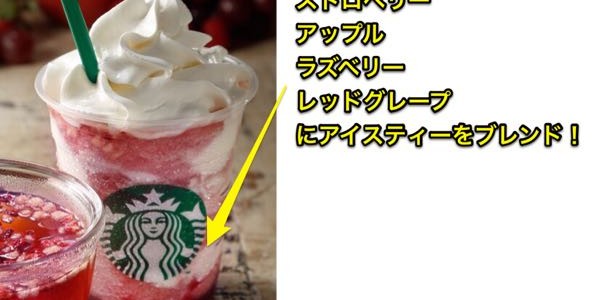 ストロベリー
アップル
ラズベリー
レッドグレープ
にアイスティーをブレンド！